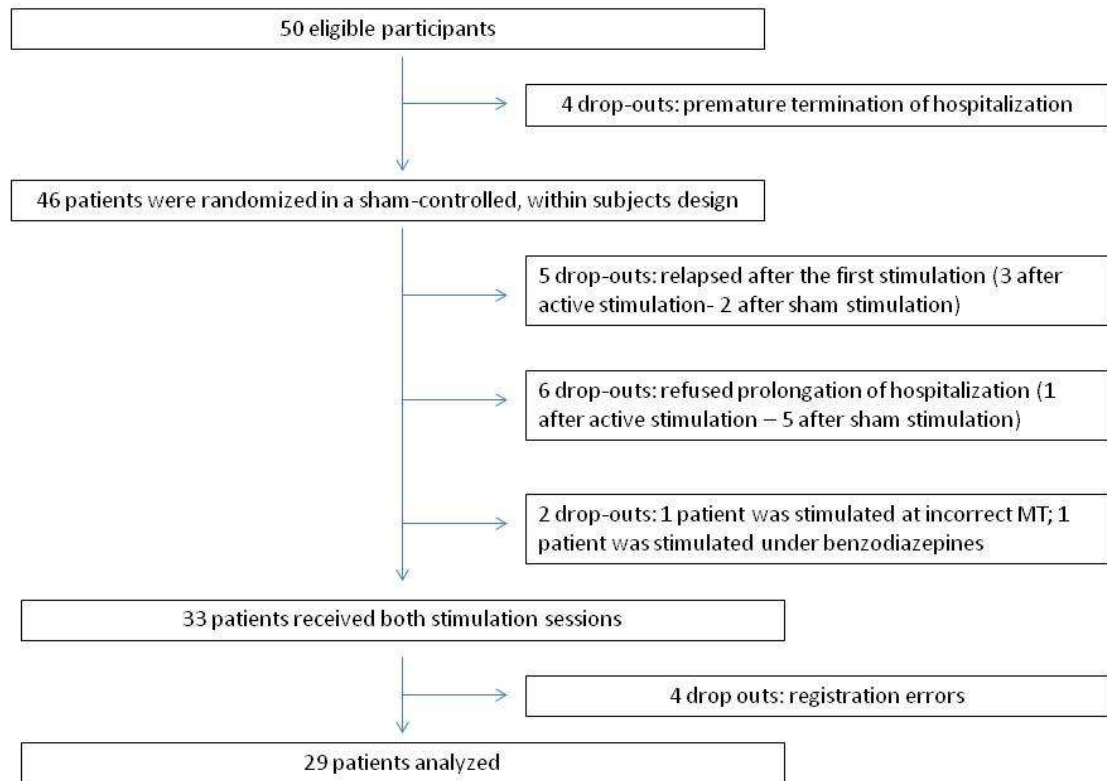 50 eligible participants
4 drop-outs: premature termination of hospitalization
46 patients were randomized in a sham-controlled, within subjects design
5 drop-outs: relapsed after the first stimulation (3 after
active stimulation- 2 after sham stimulation)
6 drop-outs: refused prolongation of hospitalization (1
after active stimulation – 5 after sham stimulation)
2 drop-outs: 1 patient was stimulated at incorrect MT; 1
patient was stimulated under benzodiazepines
33 patients received both stimulation sessions
4 drop outs: registration errors
29 patients analyzed